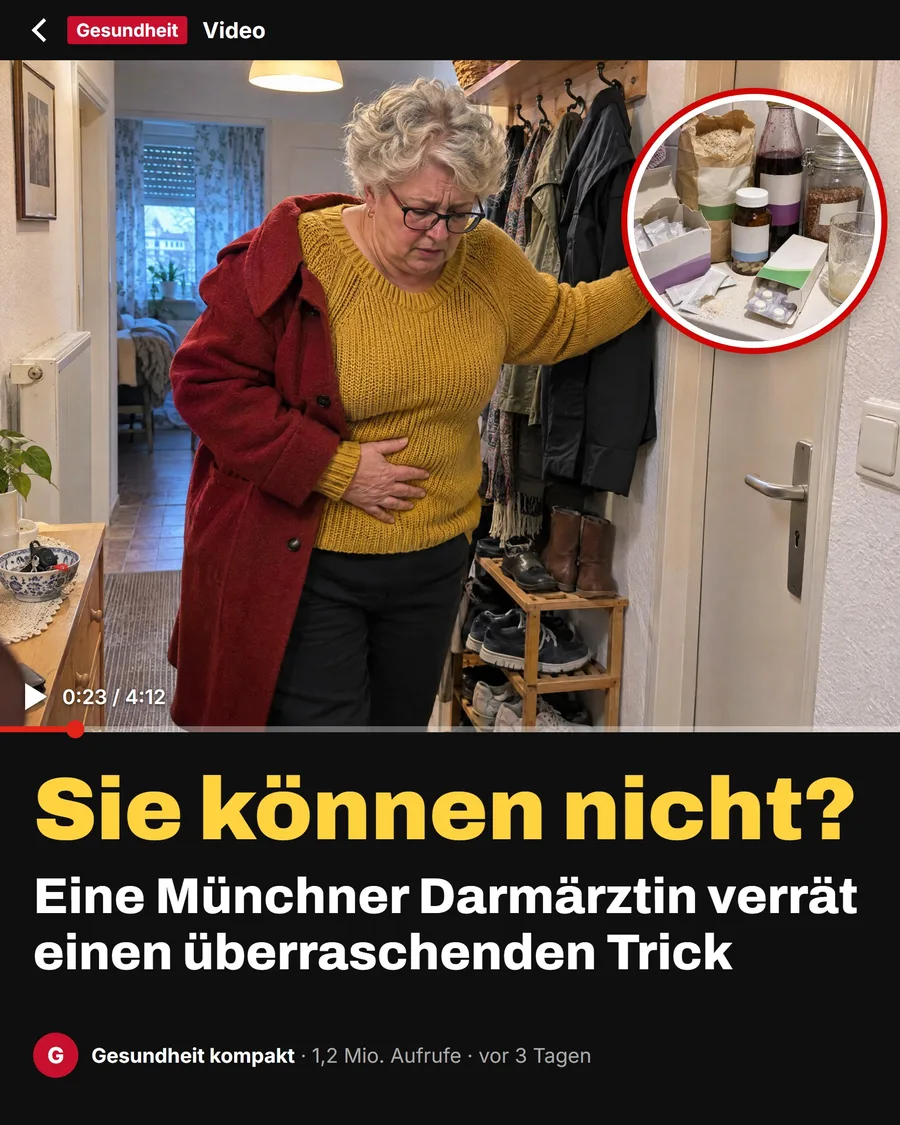 Gesundheit Video
0:23 / 4:12
Sie können nicht?
Eine Münchner Darmärztin verrät
einen überraschenden Trick
G Gesundheit kompakt · 1,2 Mio. Aufrufe · vor 3 Tagen